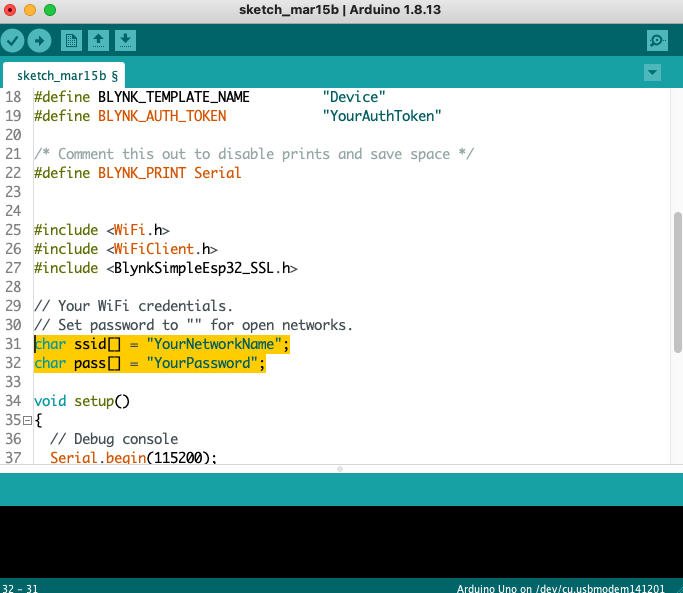 sketch_mar15b | Arduino 1.8.13
sketch_mar15b §
18 #define BLYNK_TEMPLATE_NAME "Device"
19 #define BLYNK_AUTH_TOKEN "YourAuthToken"
20
21 /* Comment this out to disable prints and save space */
22 #define BLYNK_PRINT Serial
23
24
25 #include <WiFi.h>
26 #include <WiFiClient.h>
27 #include <BlynkSimpleEsp32_SSL.h>
28
29 // Your WiFi credentials.
30 // Set password to "" for open networks.
31 char ssid[] = "YourNetworkName";
32 char pass[] = "YourPassword";
33
34 void setup()
35 {
36 // Debug console
37 Serial.begin(115200);
32 - 31 Arduino Uno on /dev/cu.usbmodem141201